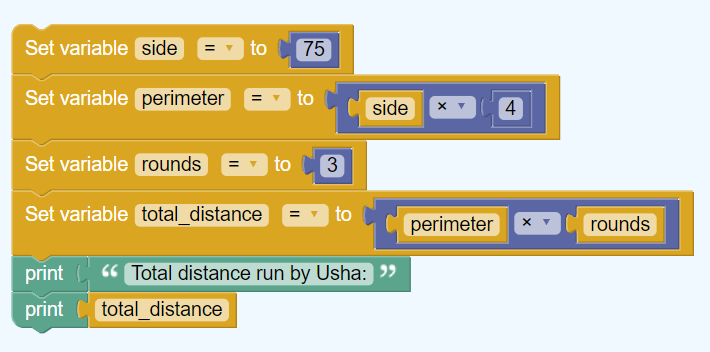 Set variable side = ▾ to 75
Set variable perimeter = ▾ to side × ▾ 4
Set variable rounds = ▾ to 3
Set variable total_distance = ▾ to perimeter × ▾ rounds
print “ Total distance run by Usha: ”
print total_distance